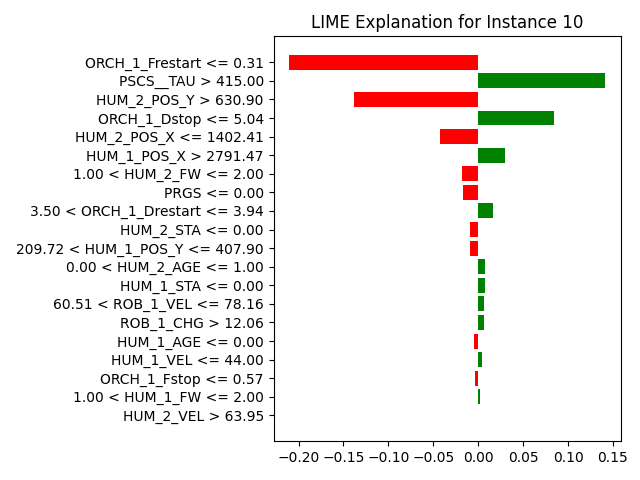 LIME Explanation for Instance 10
ORCH_1_Frestart <= 0.31
PSCS__TAU > 415.00
HUM_2_POS_Y > 630.90
ORCH_1_Dstop <= 5.04
HUM_2_POS_X <= 1402.41
HUM_1_POS_X > 2791.47
1.00 < HUM_2_FW <= 2.00
PRGS <= 0.00
3.50 < ORCH_1_Drestart <= 3.94
HUM_2_STA <= 0.00
209.72 < HUM_1_POS_Y <= 407.90
0.00 < HUM_2_AGE <= 1.00
HUM_1_STA <= 0.00
60.51 < ROB_1_VEL <= 78.16
ROB_1_CHG > 12.06
HUM_1_AGE <= 0.00
HUM_1_VEL <= 44.00
ORCH_1_Fstop <= 0.57
1.00 < HUM_1_FW <= 2.00
HUM_2_VEL > 63.95
−0.20 −0.15 −0.10 −0.05 0.00 0.05 0.10 0.15